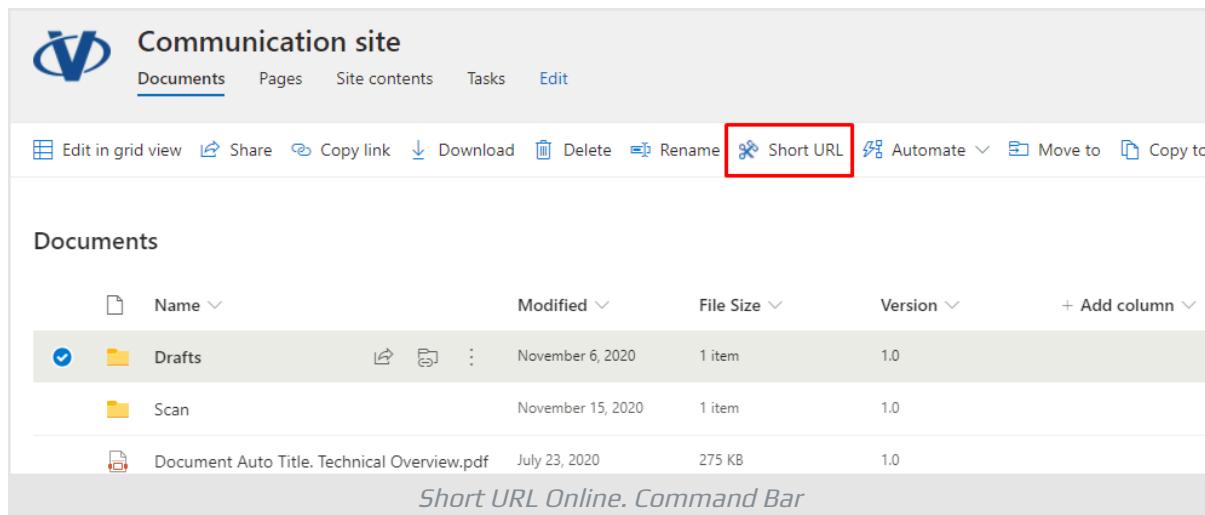 Communication site
Documents Pages Site contents Tasks Edit
Edit in grid view Share Copy link Download Delete Rename Short URL Automate Move to Copy to
Documents
Name Modified File Size Version + Add column
Drafts November 6, 2020 1 item 1.0
Scan November 15, 2020 1 item 1.0
Document Auto Title. Technical Overview.pdf July 23, 2020 275 KB 1.0
Short URL Online. Command Bar